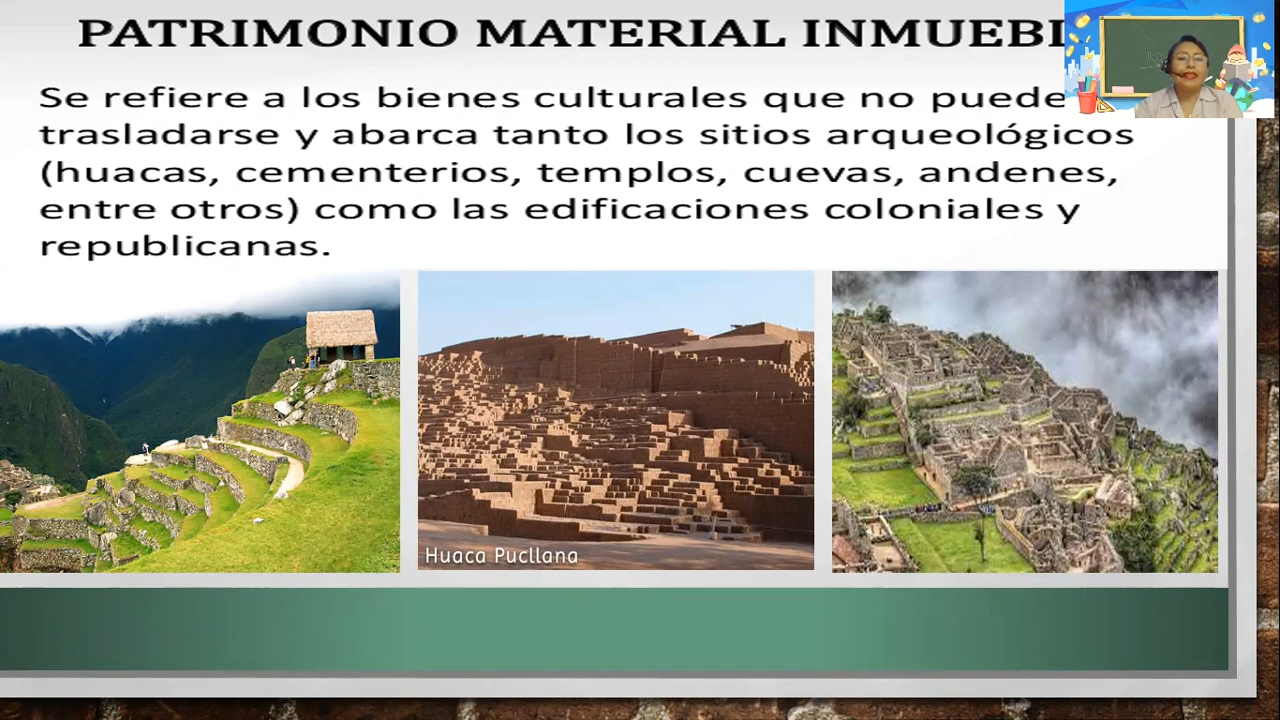 PATRIMONIO MATERIAL INMUEBL
Se refiere a los bienes culturales que no puede
trasladarse y abarca tanto los sitios arqueológicos
(huacas, cementerios, templos, cuevas, andenes,
entre otros) como las edificaciones coloniales y
republicanas.
Huaca Pucllana